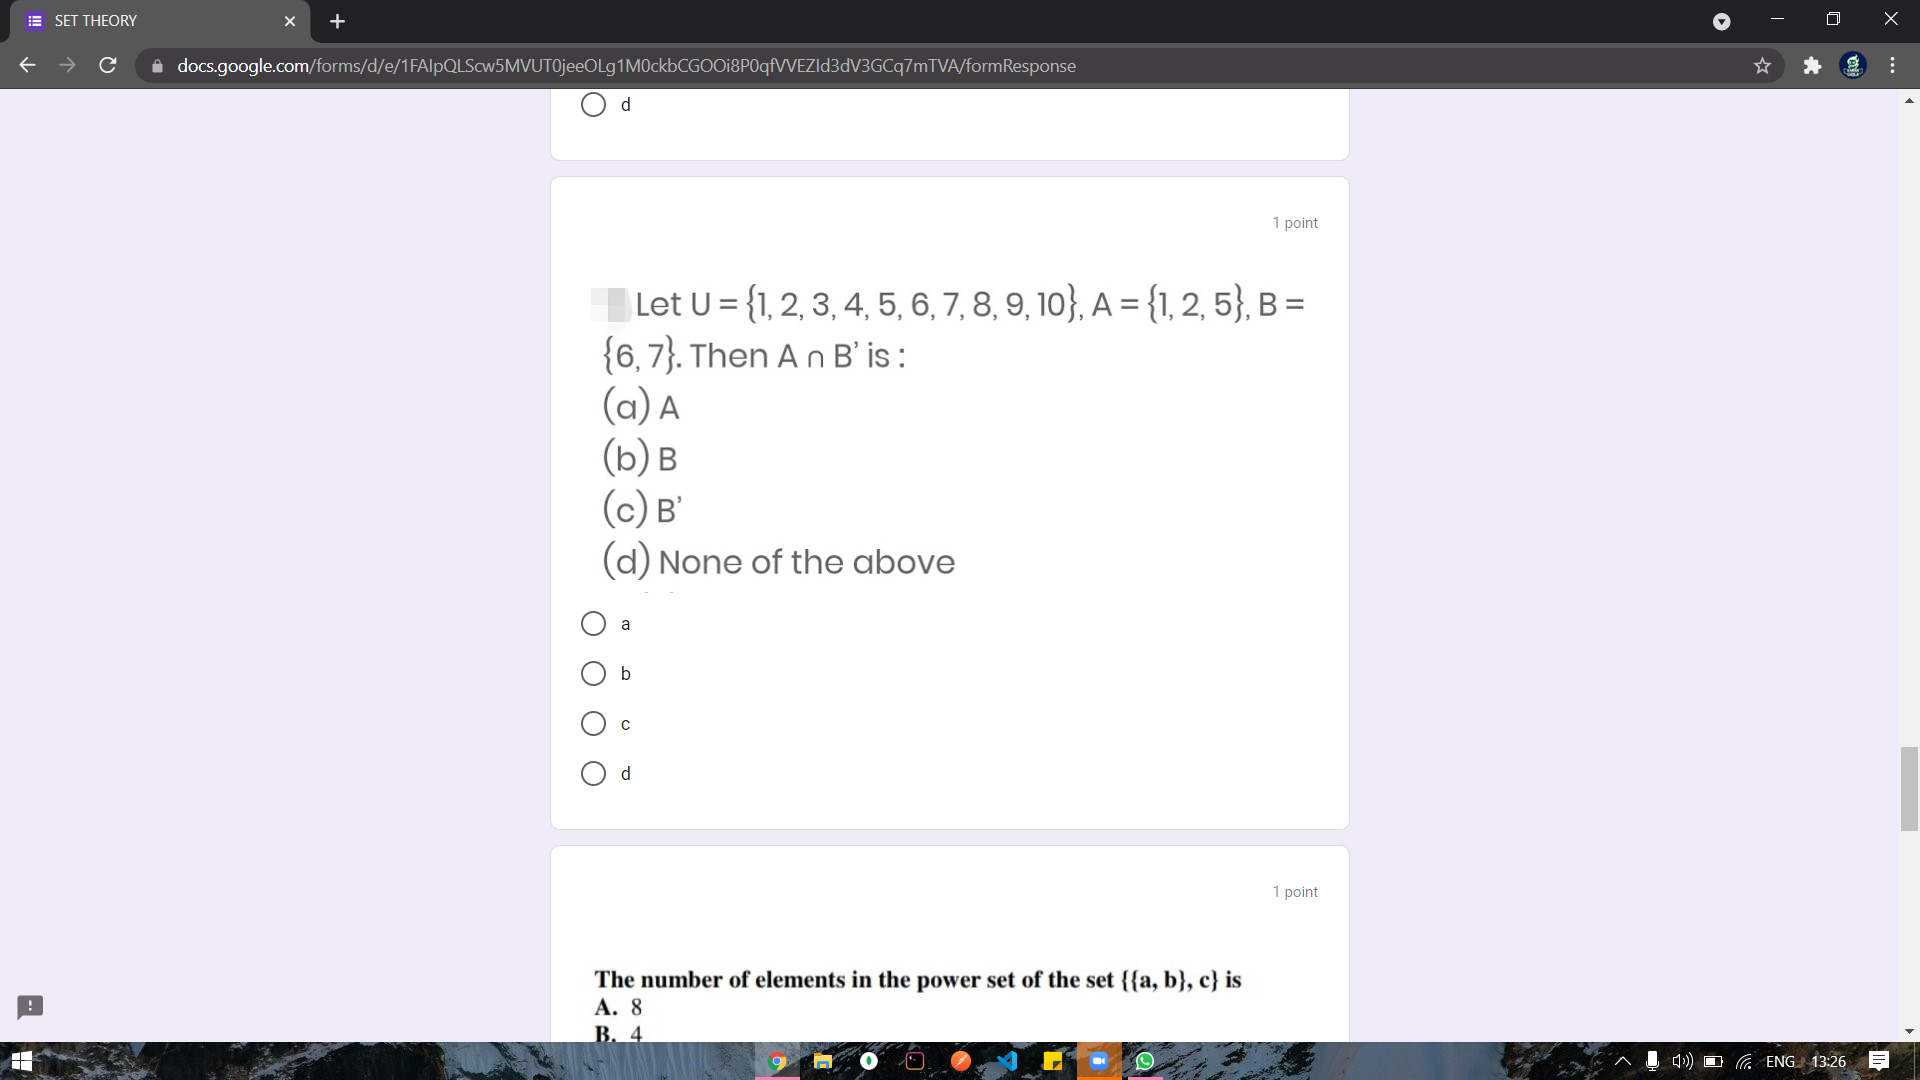 SET THEORY
docs.google.com/forms/d/e/1FAIpQLScw5MVUT0jeeOLg1M0ckbCGOOi8P0qfVVEZId3dV3GCq7mTVA/formResponse
d
1 point
Let U = {1, 2, 3, 4, 5, 6, 7, 8, 9, 10}, A = {1, 2, 5}, B =
{6, 7}. Then A ∩ B’ is :
(a) A
(b) B
(c) B’
(d) None of the above
a
b
c
d
1 point
The number of elements in the power set of the set {{a, b}, c} is
A. 8
B. 4
ENG 13:26